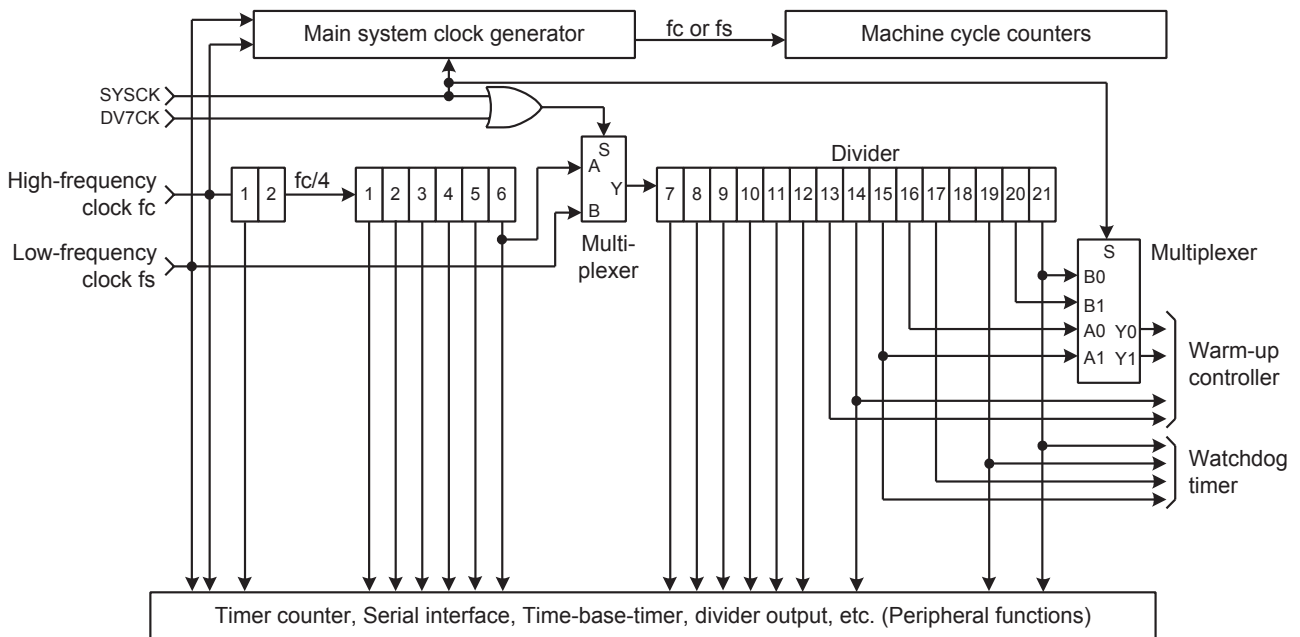 Main system clock generator
fc or fs
Machine cycle counters
SYSCK
DV7CK
High-frequency
clock fc
Low-frequency
clock fs
1 2
fc/4
1 2 3 4 5 6
S
A
Y
B
Multi-
plexer
Divider
7 8 9 10 11 12 13 14 15 16 17 18 19 20 21
S
B0
B1
A0 Y0
A1 Y1
Multiplexer
Warm-up
controller
Watchdog
timer
Timer counter, Serial interface, Time-base-timer, divider output, etc. (Peripheral functions)